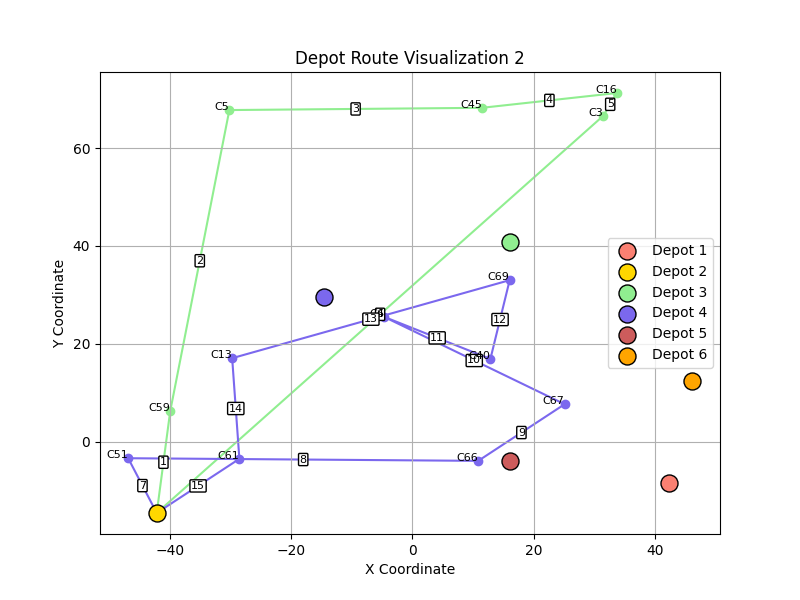 Depot Route Visualization 2
Y Coordinate
60
40
20
0
−40
−20
0
20
40
X Coordinate
C5
3
C45
4
C16
5
C3
2
C69
13
12
11
C13
10
C67
14
C59
9
C51
1
C61
8
C66
7
15
Depot 1
Depot 2
Depot 3
Depot 4
Depot 5
Depot 6